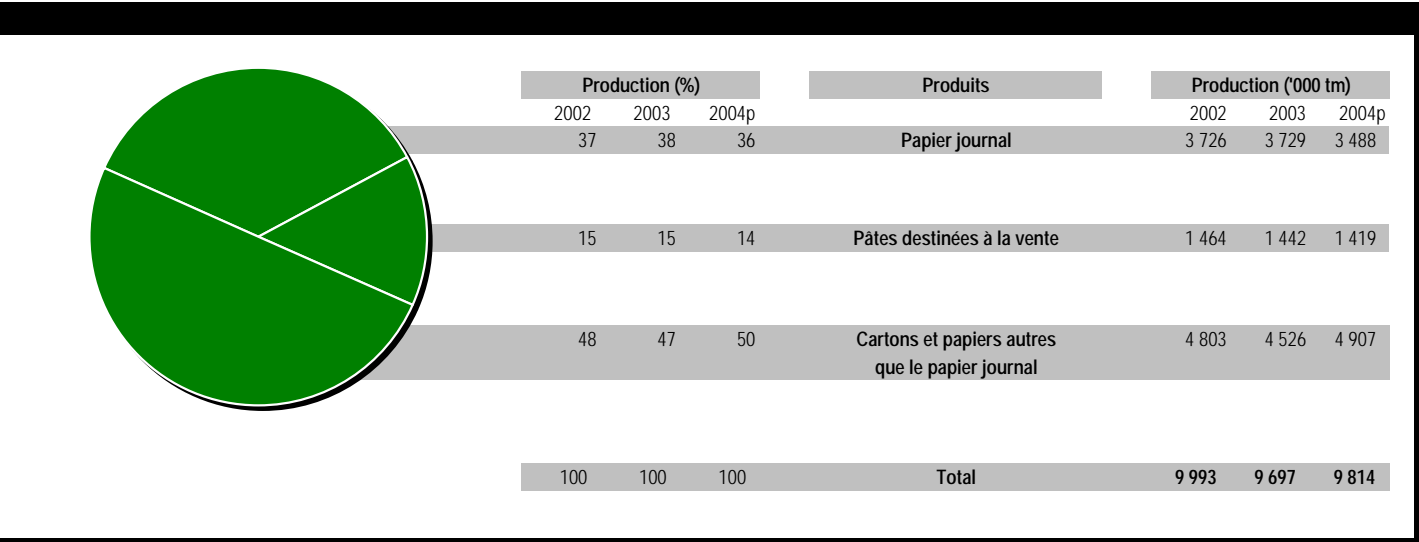 Production (%) Produits Production ('000 tm)
2002 2003 2004p 2002 2003 2004p
37 38 36 Papier journal 3 726 3 729 3 488
15 15 14 Pâtes destinées à la vente 1 464 1 442 1 419
48 47 50 Cartons et papiers autres 4 803 4 526 4 907
que le papier journal
100 100 100 Total 9 993 9 697 9 814